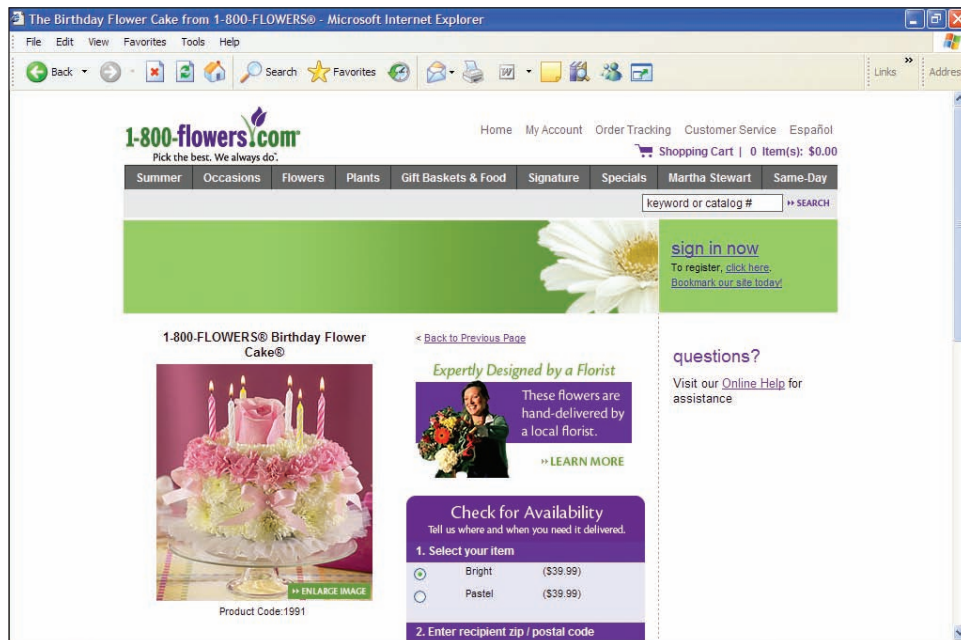 The Birthday Flower Cake from 1-800-FLOWERS® - Microsoft Internet Explorer
File Edit View Favorites Tools Help
Back Search Favorites Links Addres
1-800-flowers.com
Pick the best. We always do.
Home My Account Order Tracking Customer Service Español
Shopping Cart | 0 Item(s): $0.00
Summer Occasions Flowers Plants Gift Baskets & Food Signature Specials Martha Stewart Same-Day
keyword or catalog # SEARCH
sign in now
To register, click here.
Bookmark our site today!
1-800-FLOWERS® Birthday Flower
Cake®
ENLARGE IMAGE
Product Code:1991
< Back to Previous Page
Expertly Designed by a Florist
These flowers are
hand-delivered by
a local florist.
LEARN MORE
Check for Availability
Tell us where and when you need it delivered.
1. Select your item
Bright ($39.99)
Pastel ($39.99)
2. Enter recipient zip / postal code
questions?
Visit our Online Help for
assistance